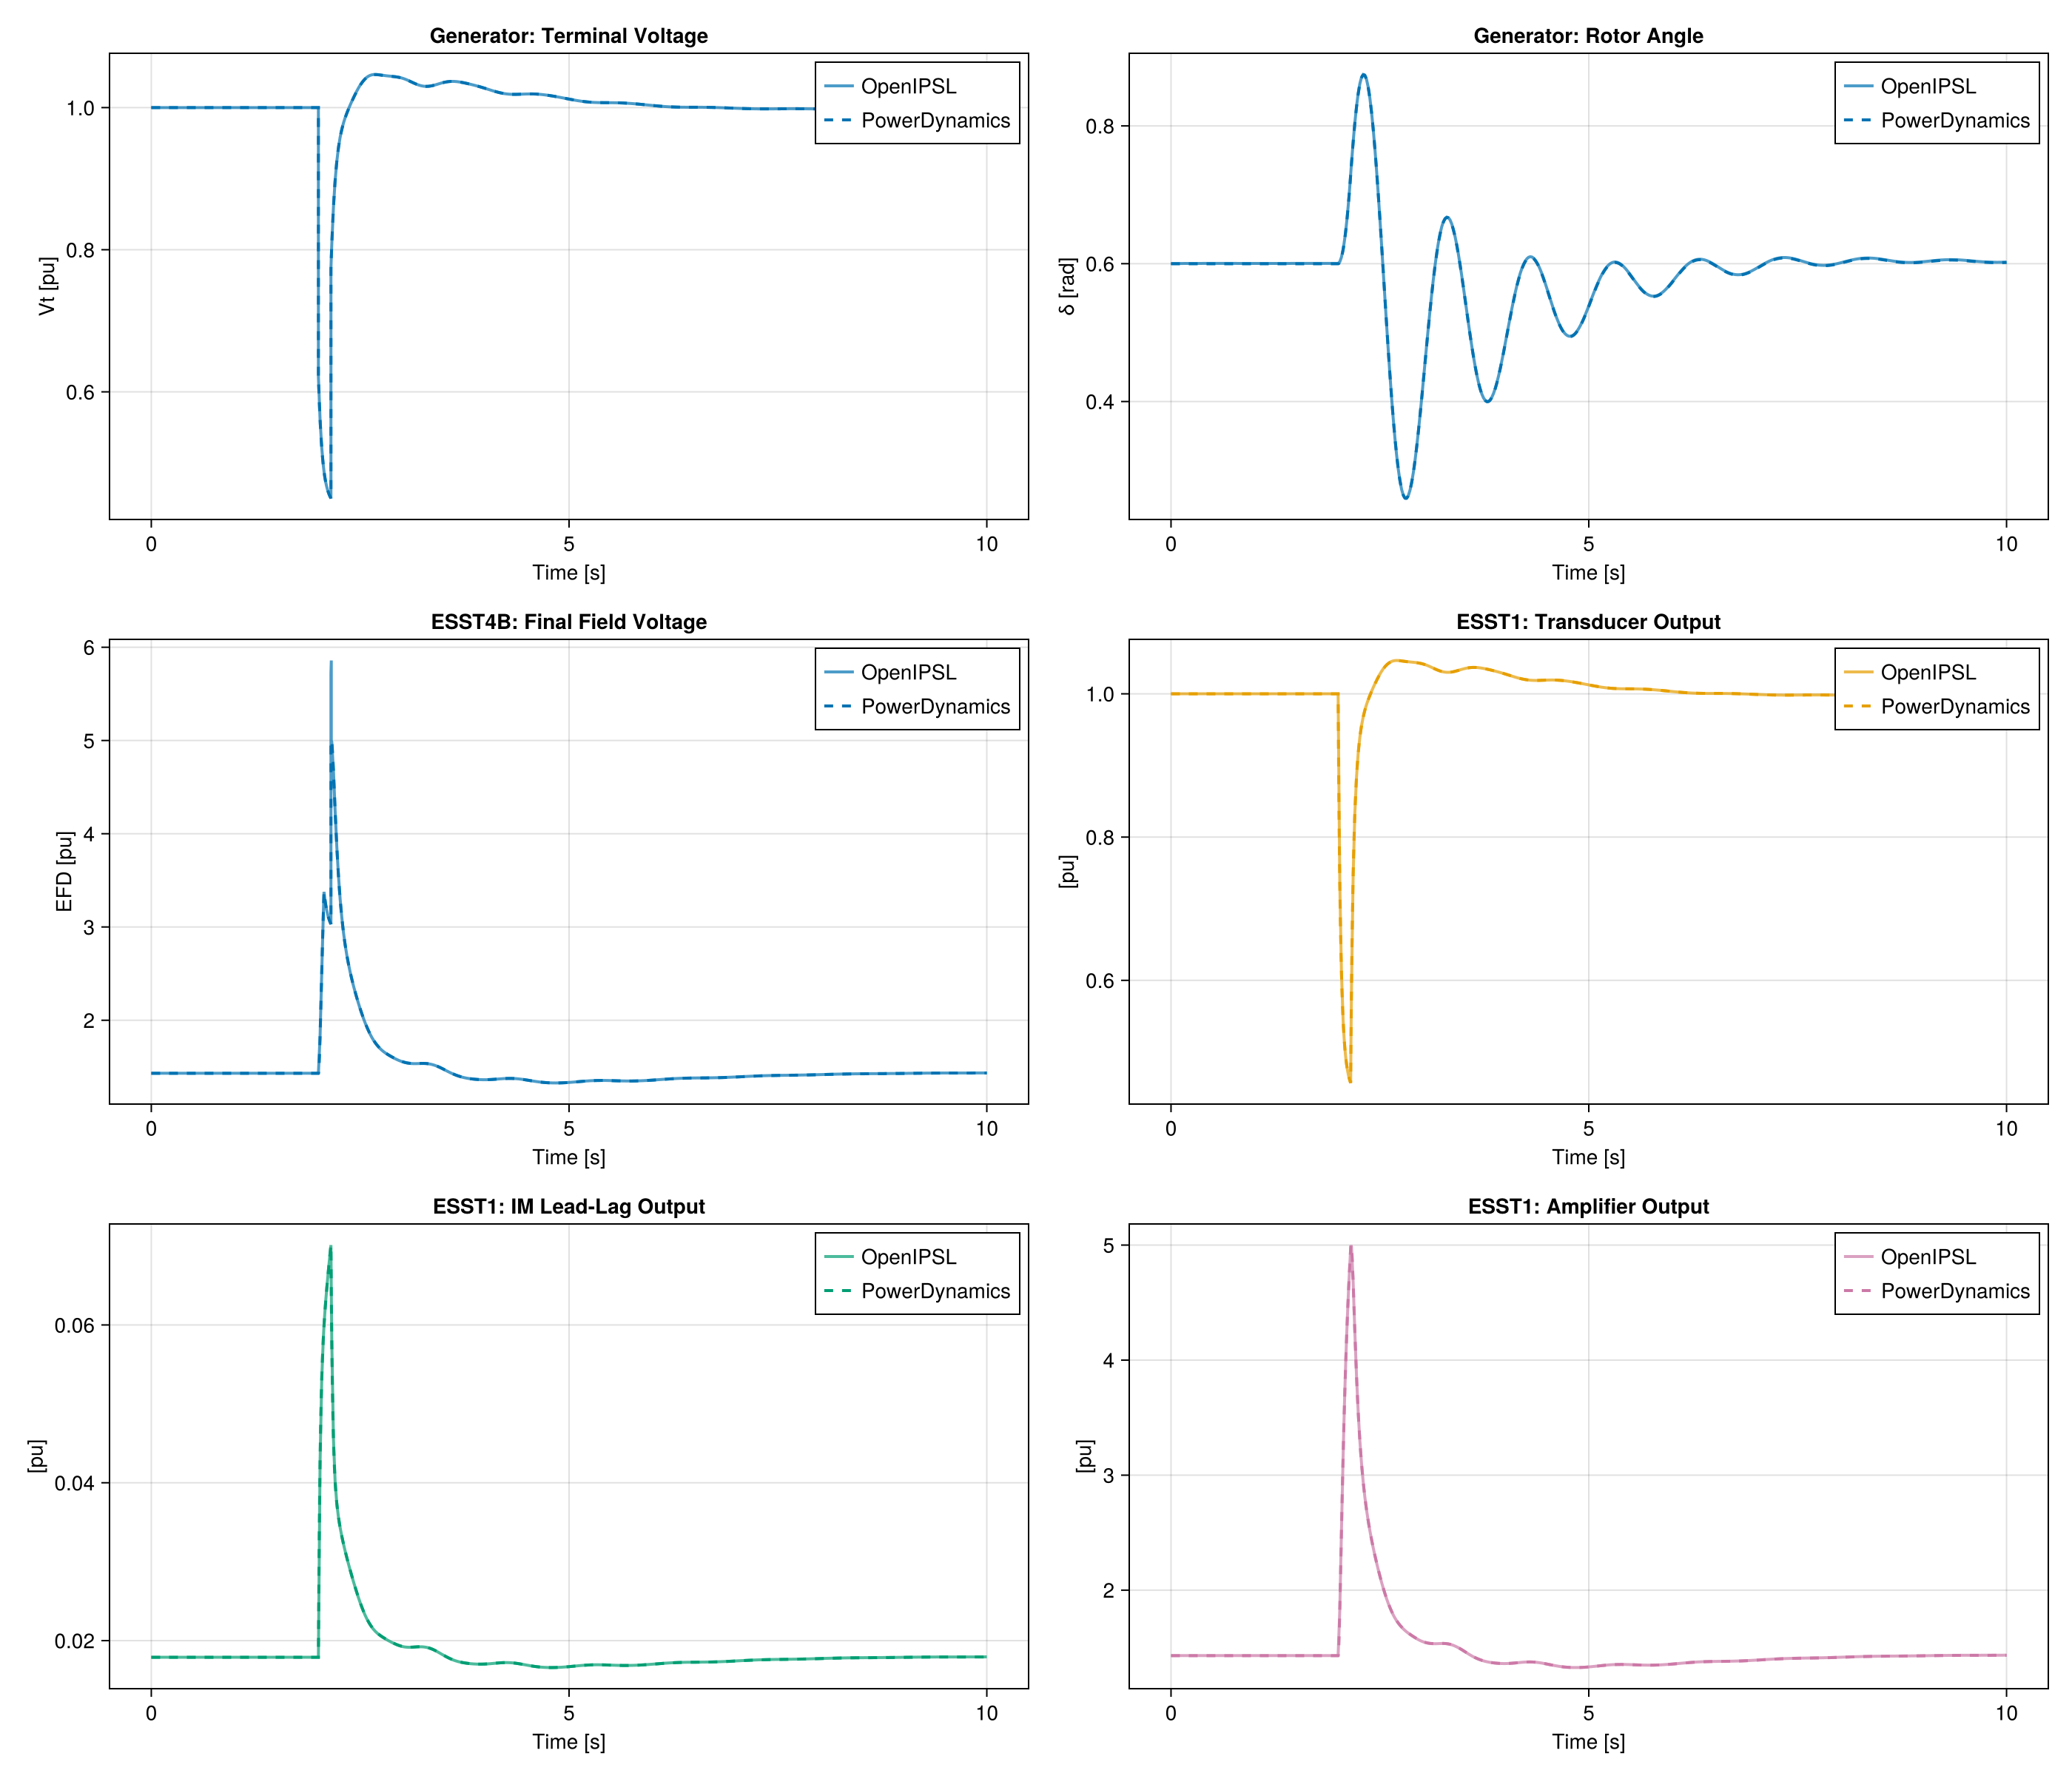 Generator: Terminal Voltage
OpenIPSL
PowerDynamics
1.0
0.8
0.6
Vt [pu]
0
5
10
Time [s]
Generator: Rotor Angle
OpenIPSL
PowerDynamics
0.8
0.6
0.4
δ [rad]
0
5
10
Time [s]
ESST4B: Final Field Voltage
OpenIPSL
PowerDynamics
6
5
4
3
2
EFD [pu]
0
5
10
Time [s]
ESST1: Transducer Output
OpenIPSL
PowerDynamics
1.0
0.8
0.6
[pu]
0
5
10
Time [s]
ESST1: IM Lead-Lag Output
OpenIPSL
PowerDynamics
0.06
0.04
0.02
[pu]
0
5
10
Time [s]
ESST1: Amplifier Output
OpenIPSL
PowerDynamics
5
4
3
2
[pu]
0
5
10
Time [s]